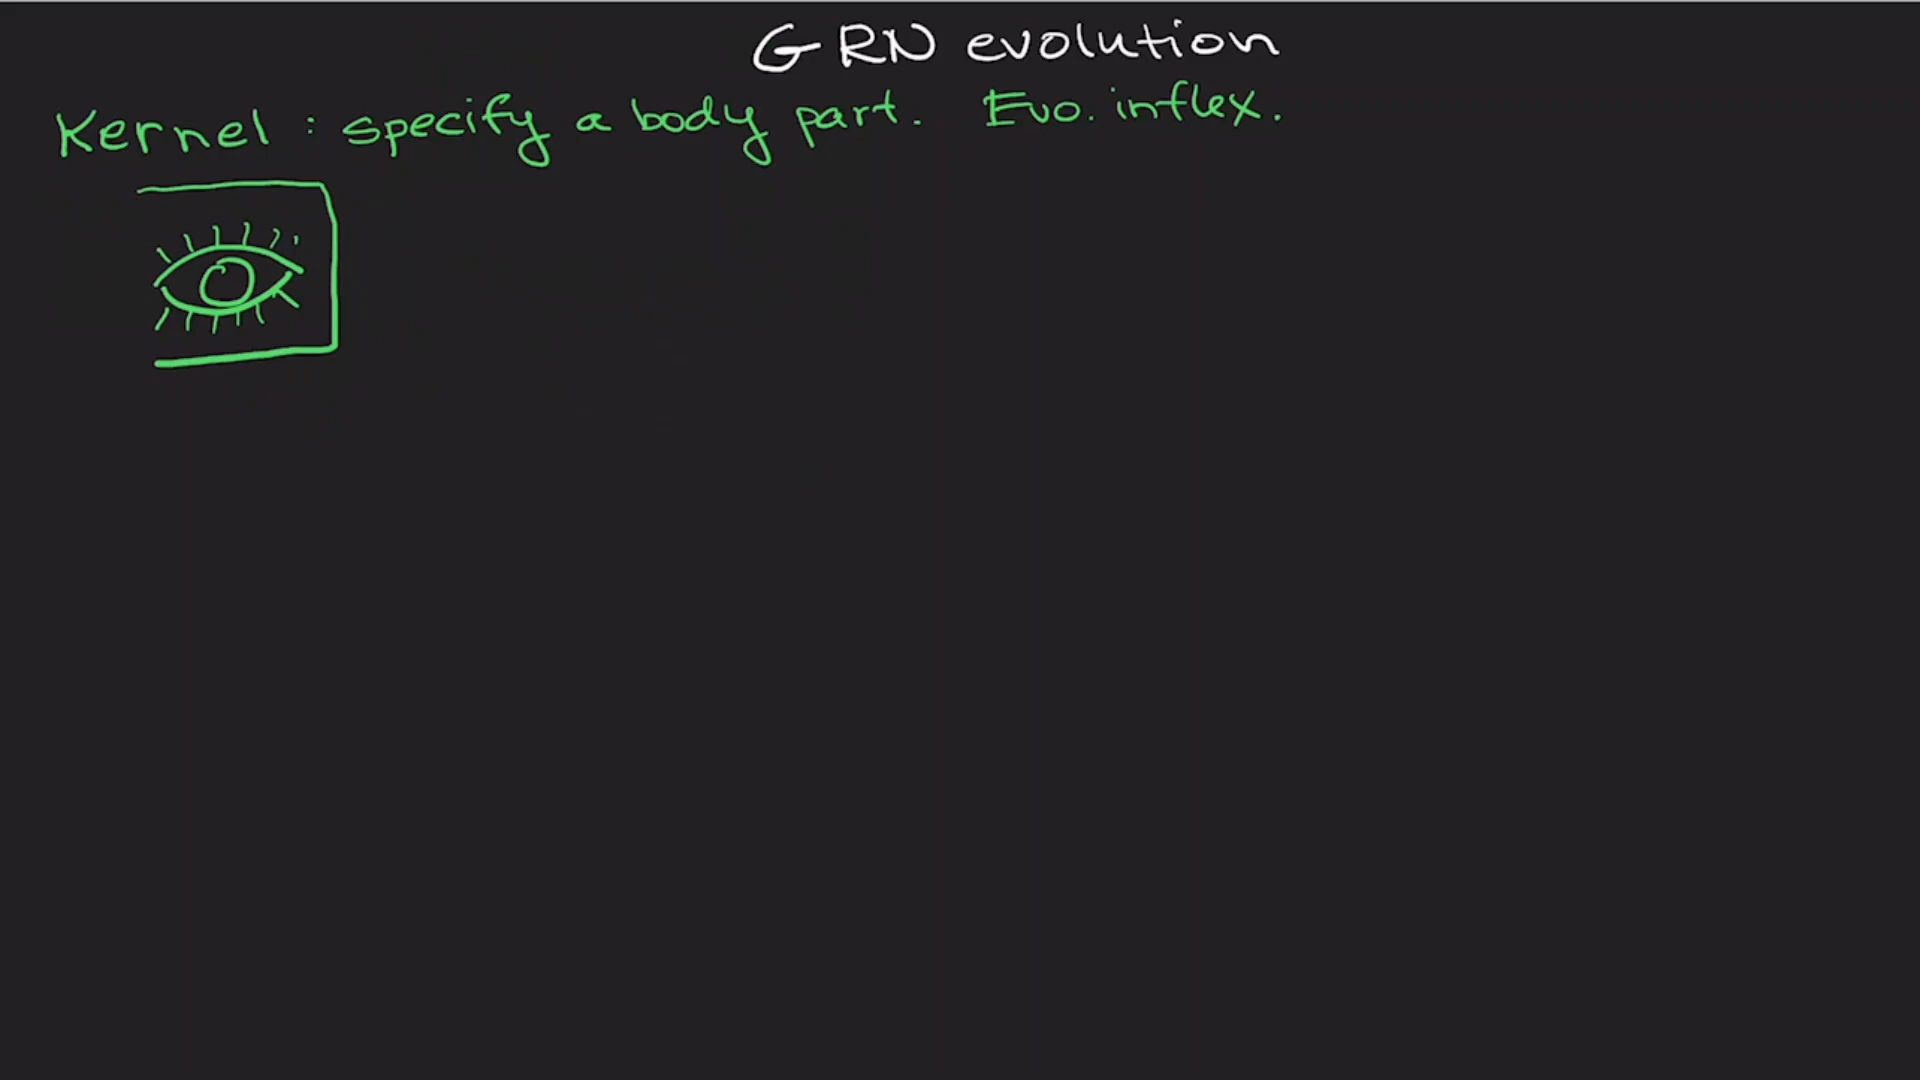 GRN evolution
Kernel : specify a body part. Evo. inflex.